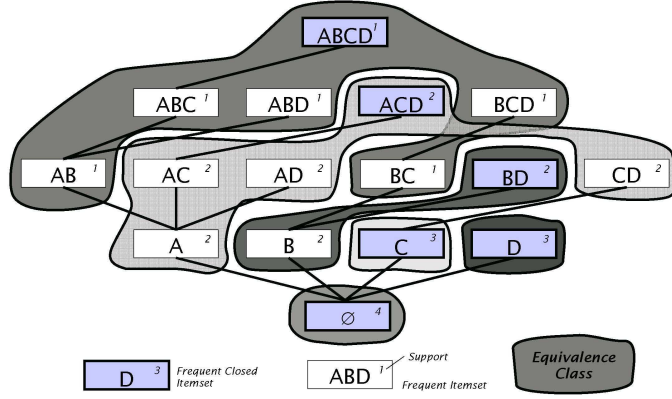 ABCD 1
ABC 1 ABD 1 ACD 2 BCD 1
AB 1 AC 2 AD 2 BC 1 BD 2 CD 2
A 2 B 2 C 3 D 3
∅ 4
D 3 Frequent Closed
Itemset
ABD 1 Support
Frequent Itemset
Equivalence
Class